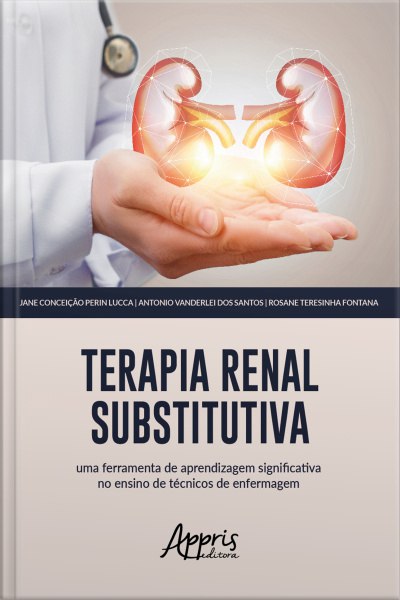 JANE CONCEIÇÃO PERIN LUCCA | ANTONIO VANDERLEI DOS SANTOS | ROSANE TERESINHA FONTANA
TERAPIA RENAL
SUBSTITUTIVA
uma ferramenta de aprendizagem significativa
no ensino de técnicos de enfermagem
Appris
editora